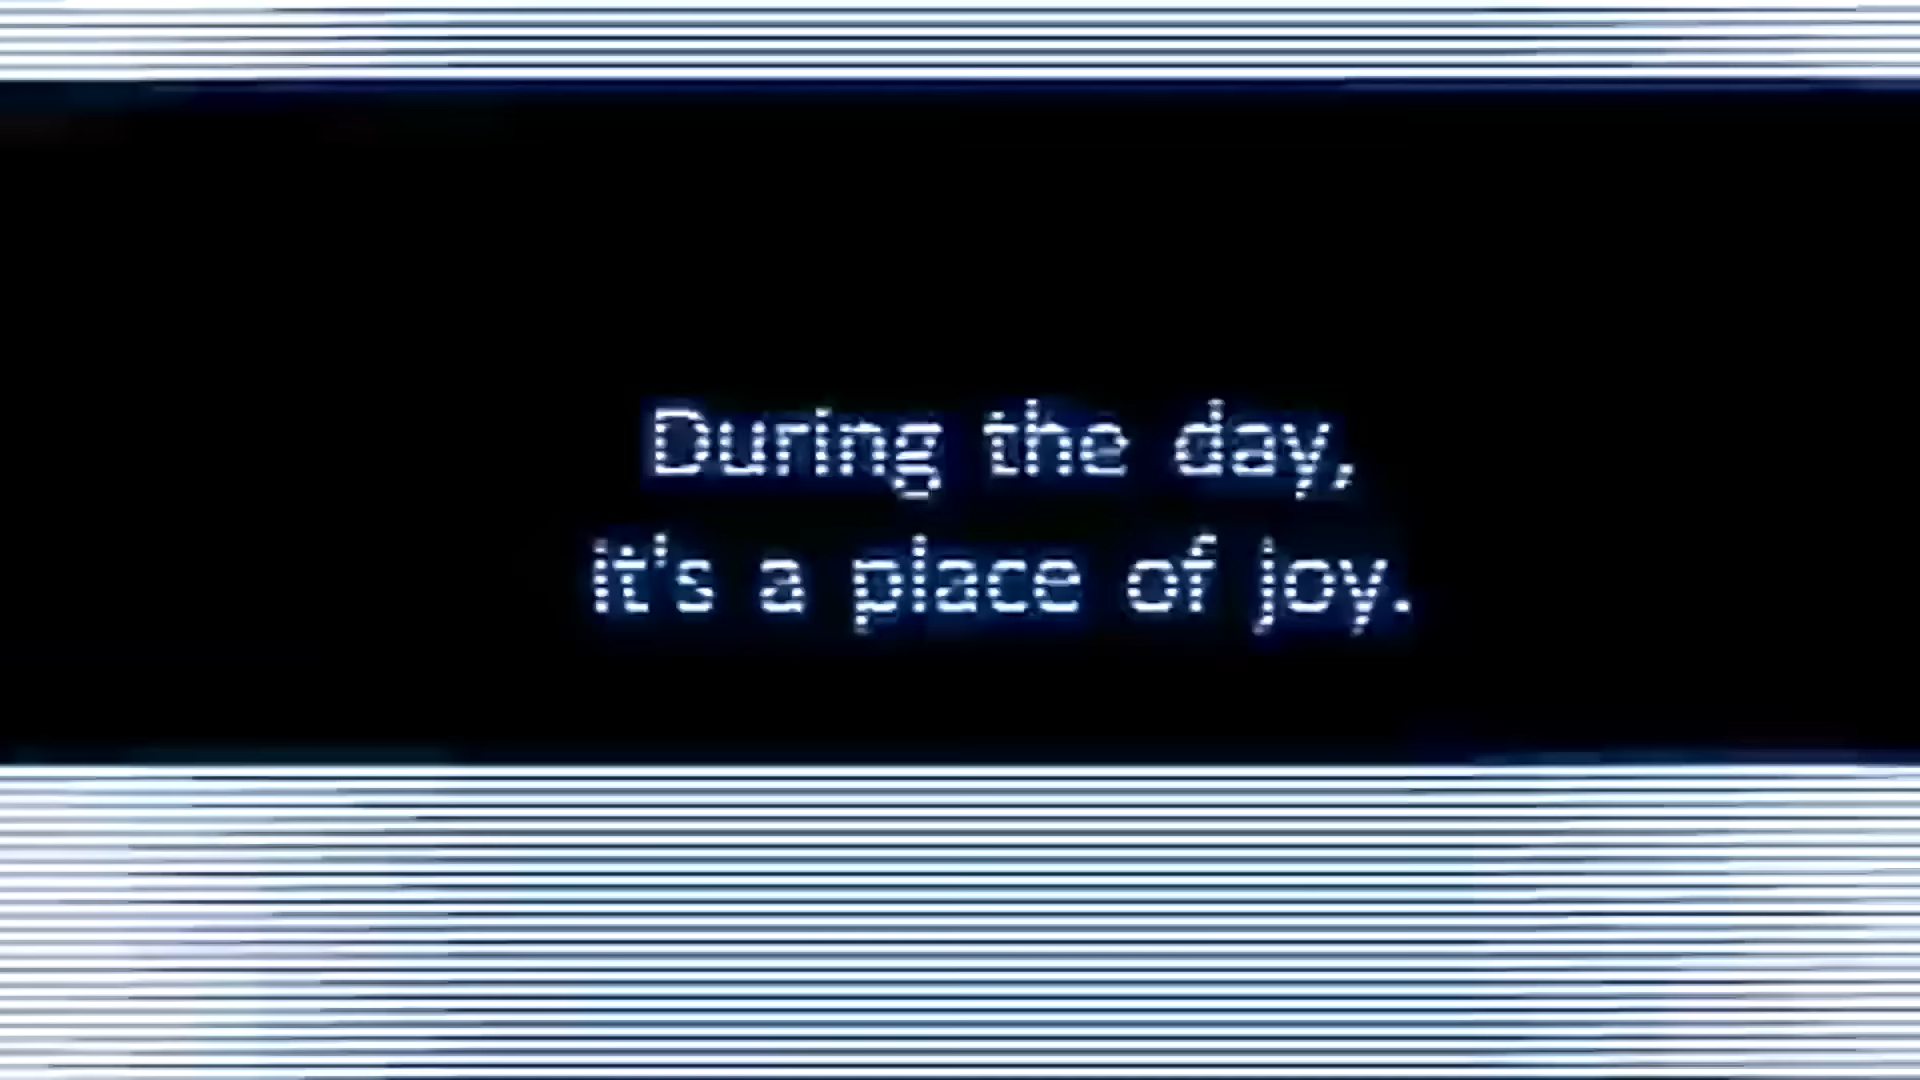 During the day,
it's a place of joy.